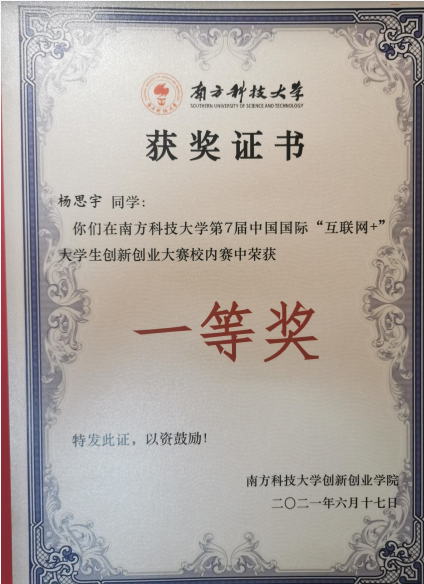 南方科技大学
SOUTHERN UNIVERSITY OF SCIENCE AND TECHNOLOGY
获奖证书
杨思宇 同学：
你们在南方科技大学第7届中国国际“互联网+”
大学生创新创业大赛校内赛中荣获
一等奖
特发此证，以资鼓励！
南方科技大学创新创业学院
二〇二一年六月十七日